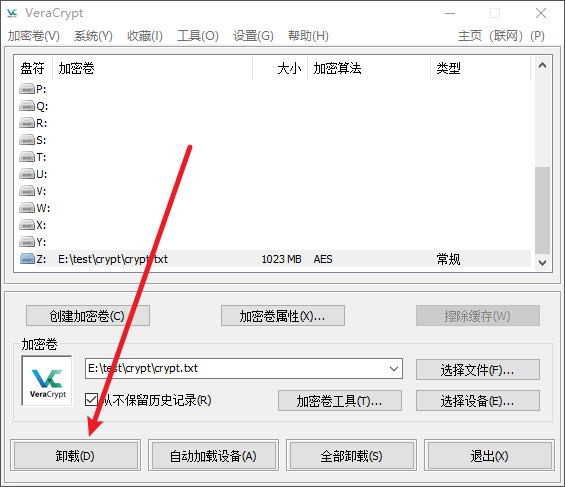 VeraCrypt
加密卷(V) 系统(Y) 收藏(I) 工具(O) 设置(G) 帮助(H) 主页（联网）(P)
盘符 加密卷 大小 加密算法 类型
P:
Q:
R:
S:
T:
U:
V:
W:
X:
Y:
Z: E:\test\crypt\crypt.txt 1023 MB AES 常规
创建加密卷(C) 加密卷属性(X)... 擦除缓存(W)
加密卷
E:\test\crypt\crypt.txt 选择文件(F)...
VeraCrypt
从不保留历史记录(R) 加密卷工具(T)... 选择设备(E)...
卸载(D) 自动加载设备(A) 全部卸载(S) 退出(X)